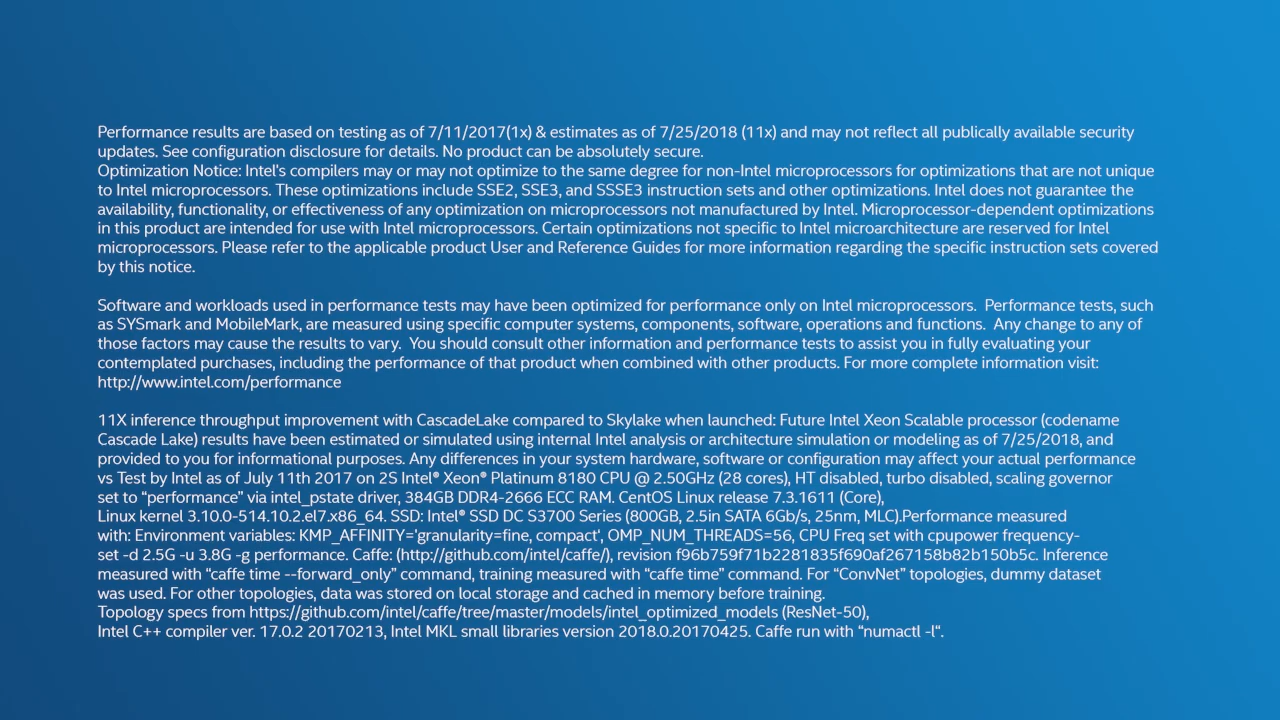 Performance results are based on testing as of 7/11/2017(1x) & estimates as of 7/25/2018 (11x) and may not reflect all publically available security
updates. See configuration disclosure for details. No product can be absolutely secure.
Optimization Notice: Intel's compilers may or may not optimize to the same degree for non-Intel microprocessors for optimizations that are not unique
to Intel microprocessors. These optimizations include SSE2, SSE3, and SSSE3 instruction sets and other optimizations. Intel does not guarantee the
availability, functionality, or effectiveness of any optimization on microprocessors not manufactured by Intel. Microprocessor-dependent optimizations
in this product are intended for use with Intel microprocessors. Certain optimizations not specific to Intel microarchitecture are reserved for Intel
microprocessors. Please refer to the applicable product User and Reference Guides for more information regarding the specific instruction sets covered
by this notice.
Software and workloads used in performance tests may have been optimized for performance only on Intel microprocessors.  Performance tests, such
as SYSmark and MobileMark, are measured using specific computer systems, components, software, operations and functions.  Any change to any of
those factors may cause the results to vary.  You should consult other information and performance tests to assist you in fully evaluating your
contemplated purchases, including the performance of that product when combined with other products. For more complete information visit:
http://www.intel.com/performance
11X inference throughput improvement with CascadeLake compared to Skylake when launched: Future Intel Xeon Scalable processor (codename
Cascade Lake) results have been estimated or simulated using internal Intel analysis or architecture simulation or modeling as of 7/25/2018, and
provided to you for informational purposes. Any differences in your system hardware, software or configuration may affect your actual performance
vs Test by Intel as of July 11th 2017 on 2S Intel® Xeon® Platinum 8180 CPU @ 2.50GHz (28 cores), HT disabled, turbo disabled, scaling governor
set to “performance” via intel_pstate driver, 384GB DDR4-2666 ECC RAM. CentOS Linux release 7.3.1611 (Core),
Linux kernel 3.10.0-514.10.2.el7.x86_64. SSD: Intel® SSD DC S3700 Series (800GB, 2.5in SATA 6Gb/s, 25nm, MLC).Performance measured
with: Environment variables: KMP_AFFINITY='granularity=fine, compact', OMP_NUM_THREADS=56, CPU Freq set with cpupower frequency-
set -d 2.5G -u 3.8G -g performance. Caffe: (http://github.com/intel/caffe/), revision f96b759f71b2281835f690af267158b82b150b5c. Inference
measured with “caffe time --forward_only” command, training measured with “caffe time” command. For “ConvNet” topologies, dummy dataset
was used. For other topologies, data was stored on local storage and cached in memory before training.
Topology specs from https://github.com/intel/caffe/tree/master/models/intel_optimized_models (ResNet-50),
Intel C++ compiler ver. 17.0.2 20170213, Intel MKL small libraries version 2018.0.20170425. Caffe run with “numactl -l“.